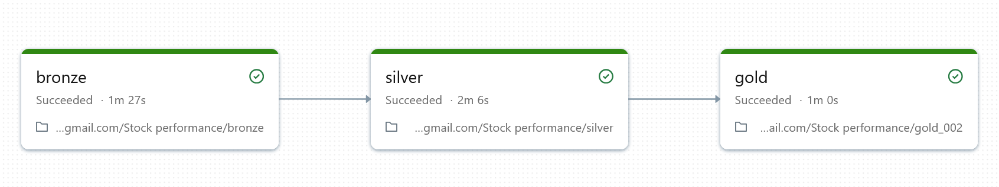 bronze
Succeeded · 1m 27s
...gmail.com/Stock performance/bronze
silver
Succeeded · 2m 6s
...gmail.com/Stock performance/silver
gold
Succeeded · 1m 0s
...ail.com/Stock performance/gold_002